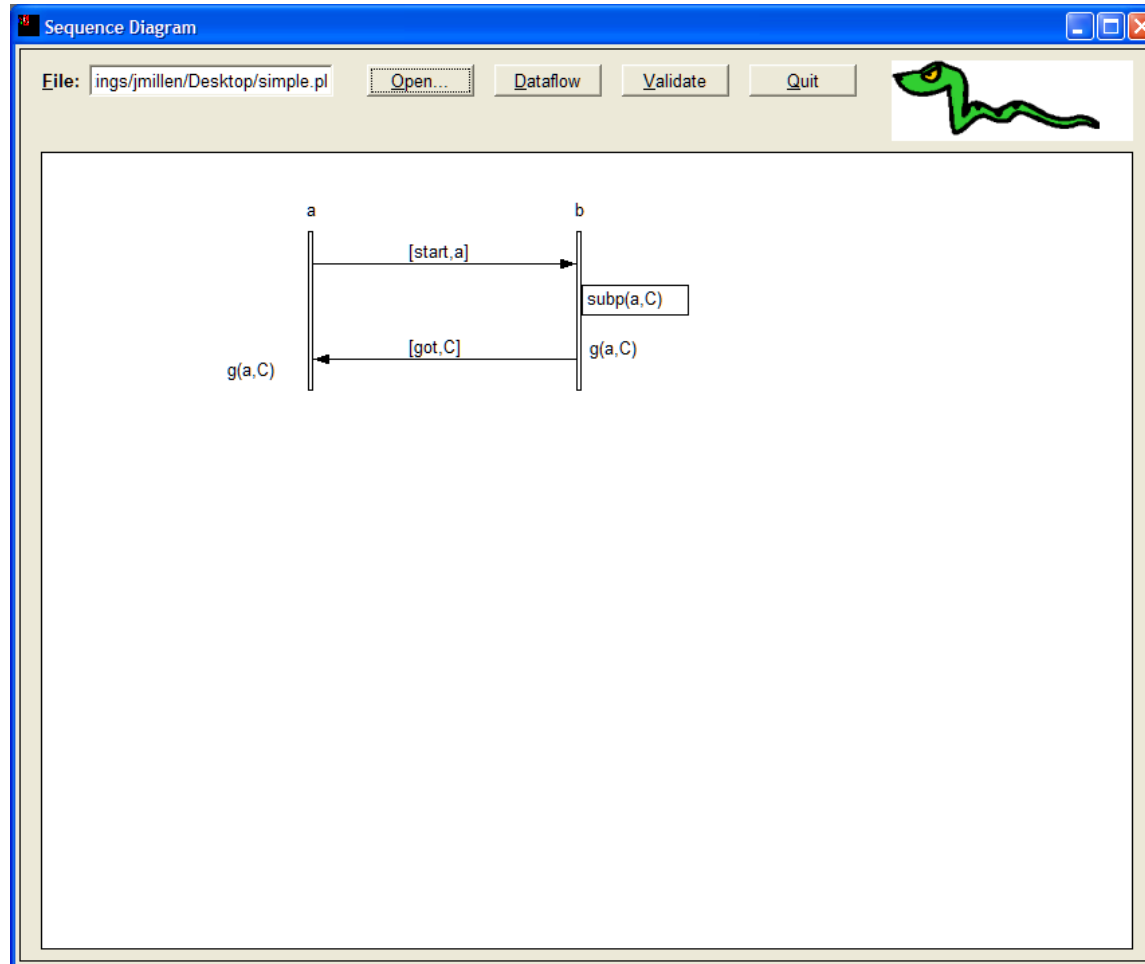 Sequence Diagram
File: ings/jmillen/Desktop/simple.pl Open... Dataflow Validate Quit
a b
[start,a]
subp(a,C)
[got,C] g(a,C)
g(a,C)